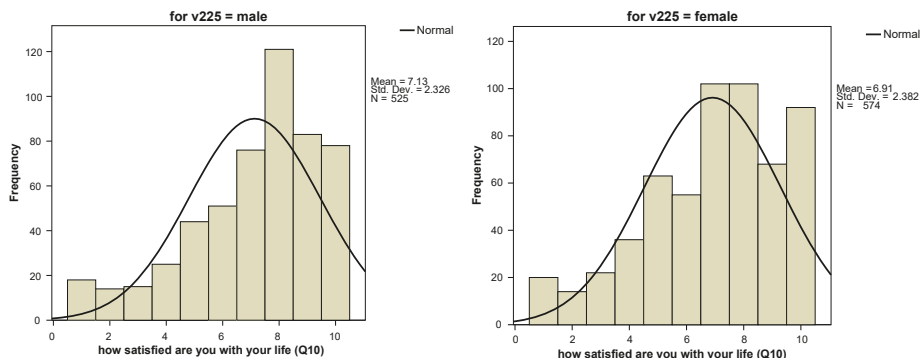 for v225 = male
Normal
120
100
80
60
40
20
0
Frequency
Mean = 7.13
Std. Dev. = 2.326
N = 525
0 2 4 6 8 10
how satisfied are you with your life (Q10)
for v225 = female
Normal
120
100
80
60
40
20
0
Frequency
Mean =6.91
Std. Dev. = 2.382
N = 574
0 2 4 6 8 10
how satisfied are you with your life (Q10)